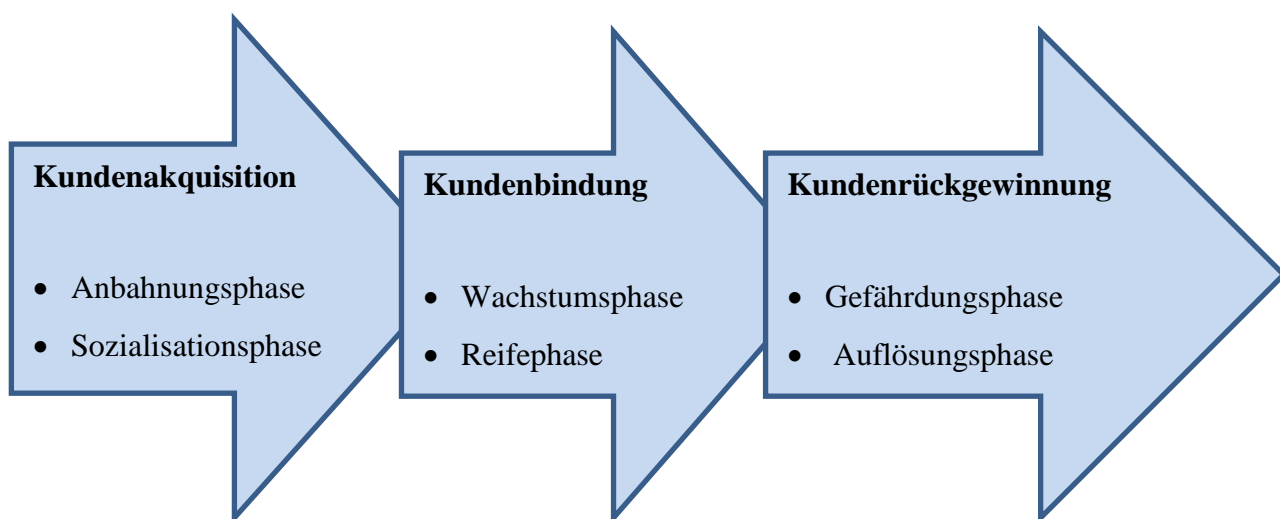 Kundenakquisition
• Anbahnungsphase
• Sozialisationsphase
Kundenbindung
• Wachstumsphase
• Reifephase
Kundenrückgewinnung
• Gefährdungsphase
• Auflösungsphase